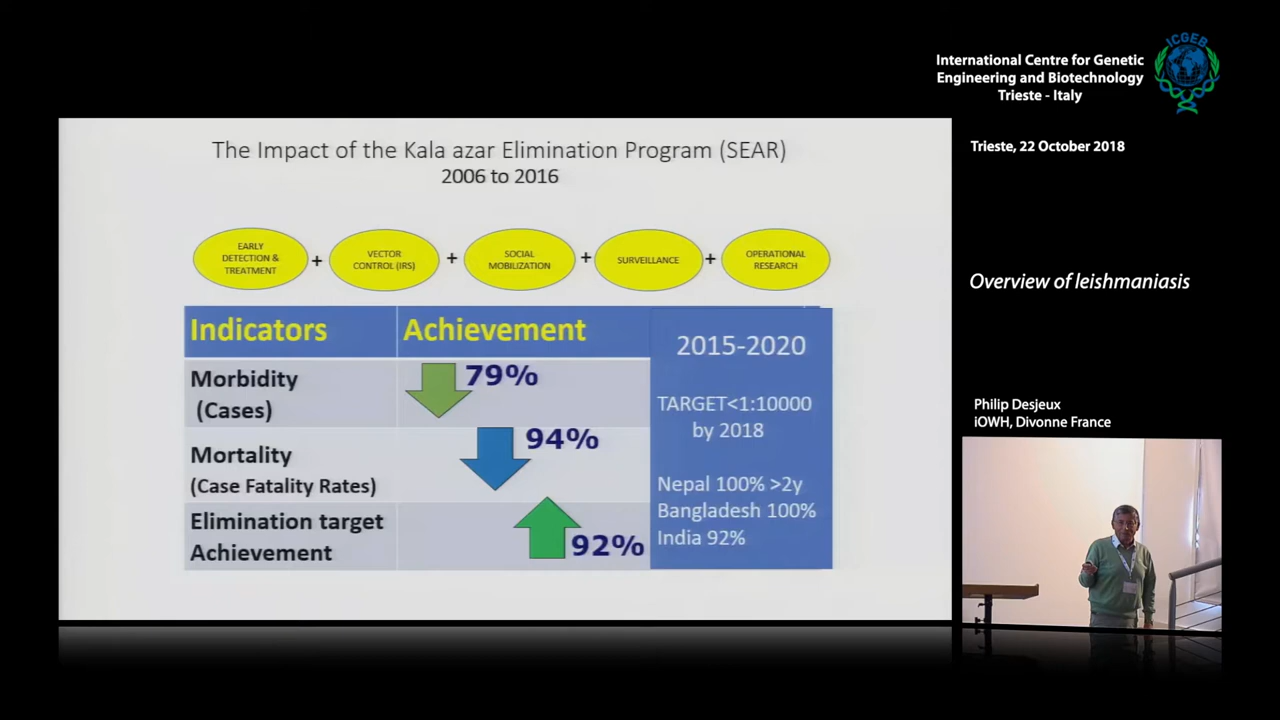 ICGEB
International Centre for Genetic
Engineering and Biotechnology
Trieste - Italy
Trieste, 22 October 2018
Overview of leishmaniasis
Philip Desjeux
iOWH, Divonne France
The Impact of the Kala azar Elimination Program (SEAR)
2006 to 2016
EARLY
DETECTION &
TREATMENT
+
VECTOR
CONTROL (IRS)
+
SOCIAL
MOBILIZATION
+
SURVEILLANCE
+
OPERATIONAL
RESEARCH
Indicators
Achievement
Morbidity
(Cases)
79%
Mortality
(Case Fatality Rates)
94%
Elimination target
Achievement
92%
2015-2020
TARGET<1:10000
by 2018
Nepal 100% >2y
Bangladesh 100%
India 92%